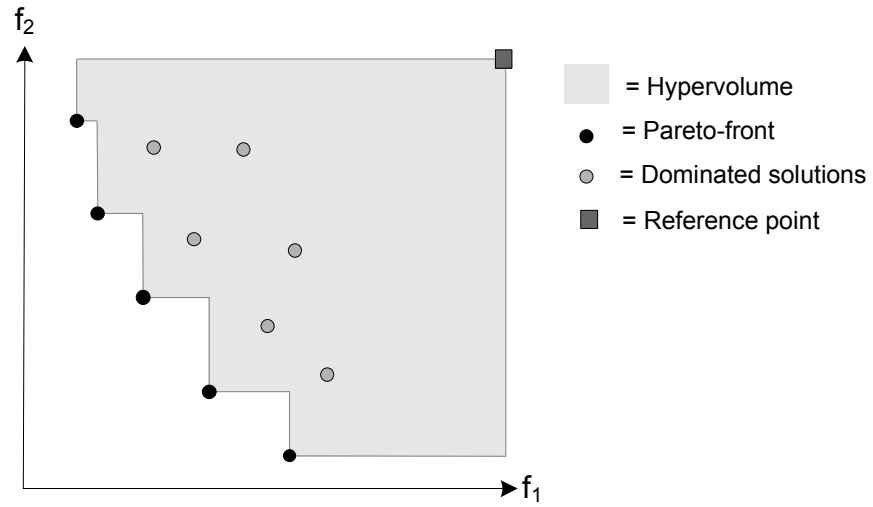 f2
= Hypervolume
= Pareto-front
= Dominated solutions
= Reference point
f1